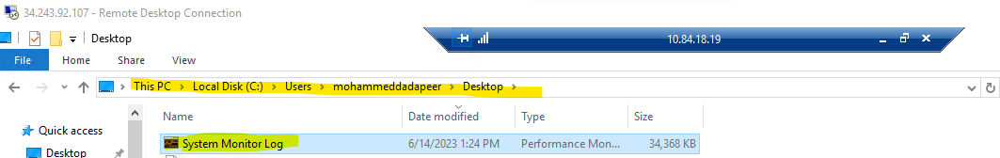 34.243.92.107 - Remote Desktop Connection
Desktop
10.84.18.19
File Home Share View
This PC Local Disk (C:) Users mohammeddadapeer Desktop
Quick access
Name Date modified Type Size
Desktop
System Monitor Log 6/14/2023 1:24 PM Performance Mon... 34,368 KB